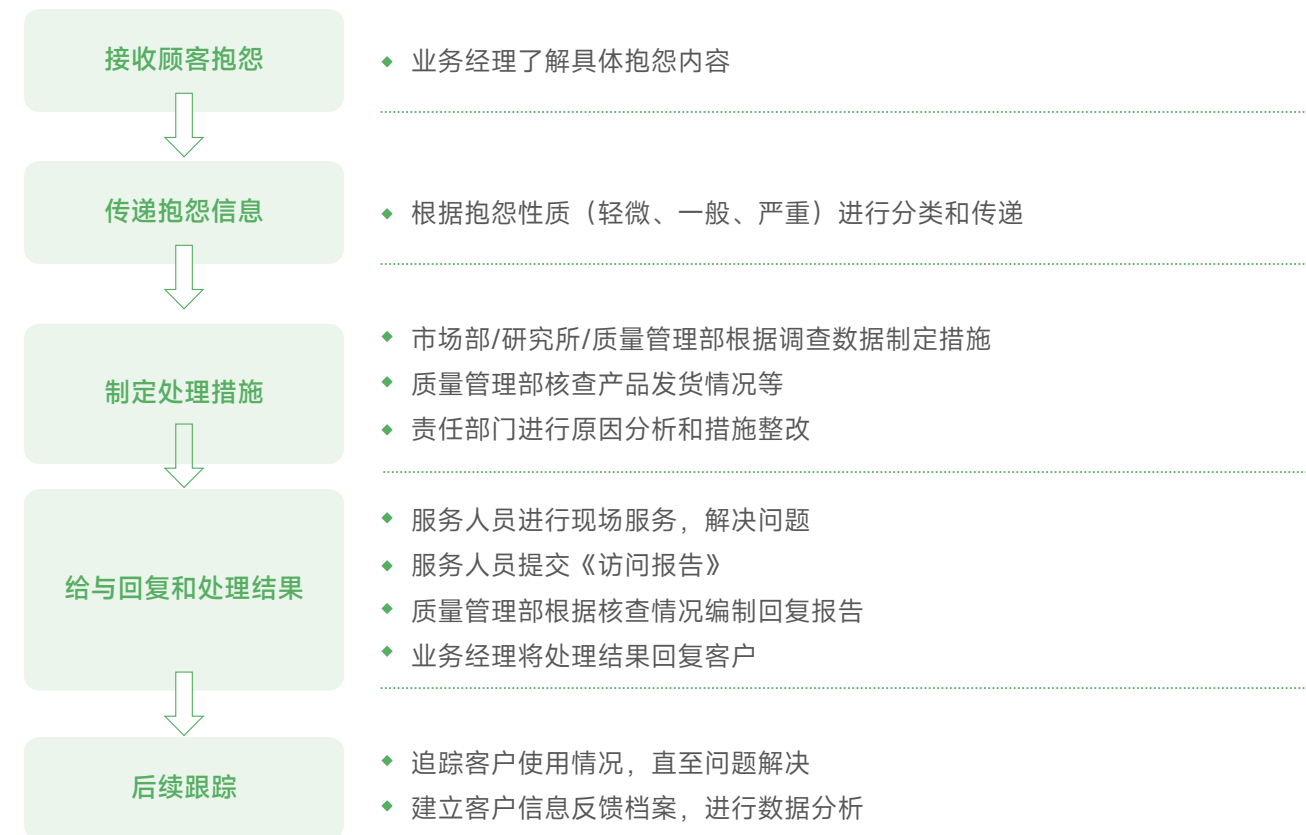 接收顾客抱怨
业务经理了解具体抱怨内容
传递抱怨信息
根据抱怨性质（轻微、一般、严重）进行分类和传递
制定处理措施
市场部/研究所/质量管理部根据调查数据制定措施
质量管理部核查产品发货情况等
责任部门进行原因分析和措施整改
给与回复和处理结果
服务人员进行现场服务，解决问题
服务人员提交《访问报告》
质量管理部根据核查情况编制回复报告
业务经理将处理结果回复客户
后续跟踪
追踪客户使用情况，直至问题解决
建立客户信息反馈档案，进行数据分析